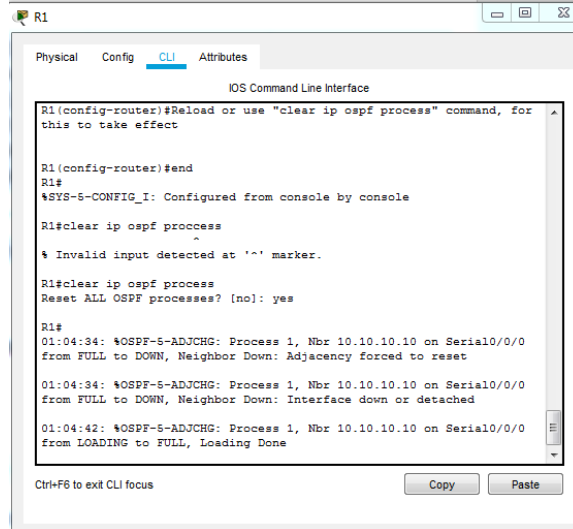 R1
Physical Config CLI Attributes
IOS Command Line Interface
R1(config-router)#Reload or use "clear ip ospf process" command, for
this to take effect
R1(config-router)#end
R1#
%SYS-5-CONFIG_I: Configured from console by console
R1#clear ip ospf proccess
^
% Invalid input detected at '^' marker.
R1#clear ip ospf process
Reset ALL OSPF processes? [no]: yes
R1#
01:04:34: %OSPF-5-ADJCHG: Process 1, Nbr 10.10.10.10 on Serial0/0/0
from FULL to DOWN, Neighbor Down: Adjacency forced to reset
01:04:34: %OSPF-5-ADJCHG: Process 1, Nbr 10.10.10.10 on Serial0/0/0
from FULL to DOWN, Neighbor Down: Interface down or detached
01:04:42: %OSPF-5-ADJCHG: Process 1, Nbr 10.10.10.10 on Serial0/0/0
from LOADING to FULL, Loading Done
Ctrl+F6 to exit CLI focus Copy Paste